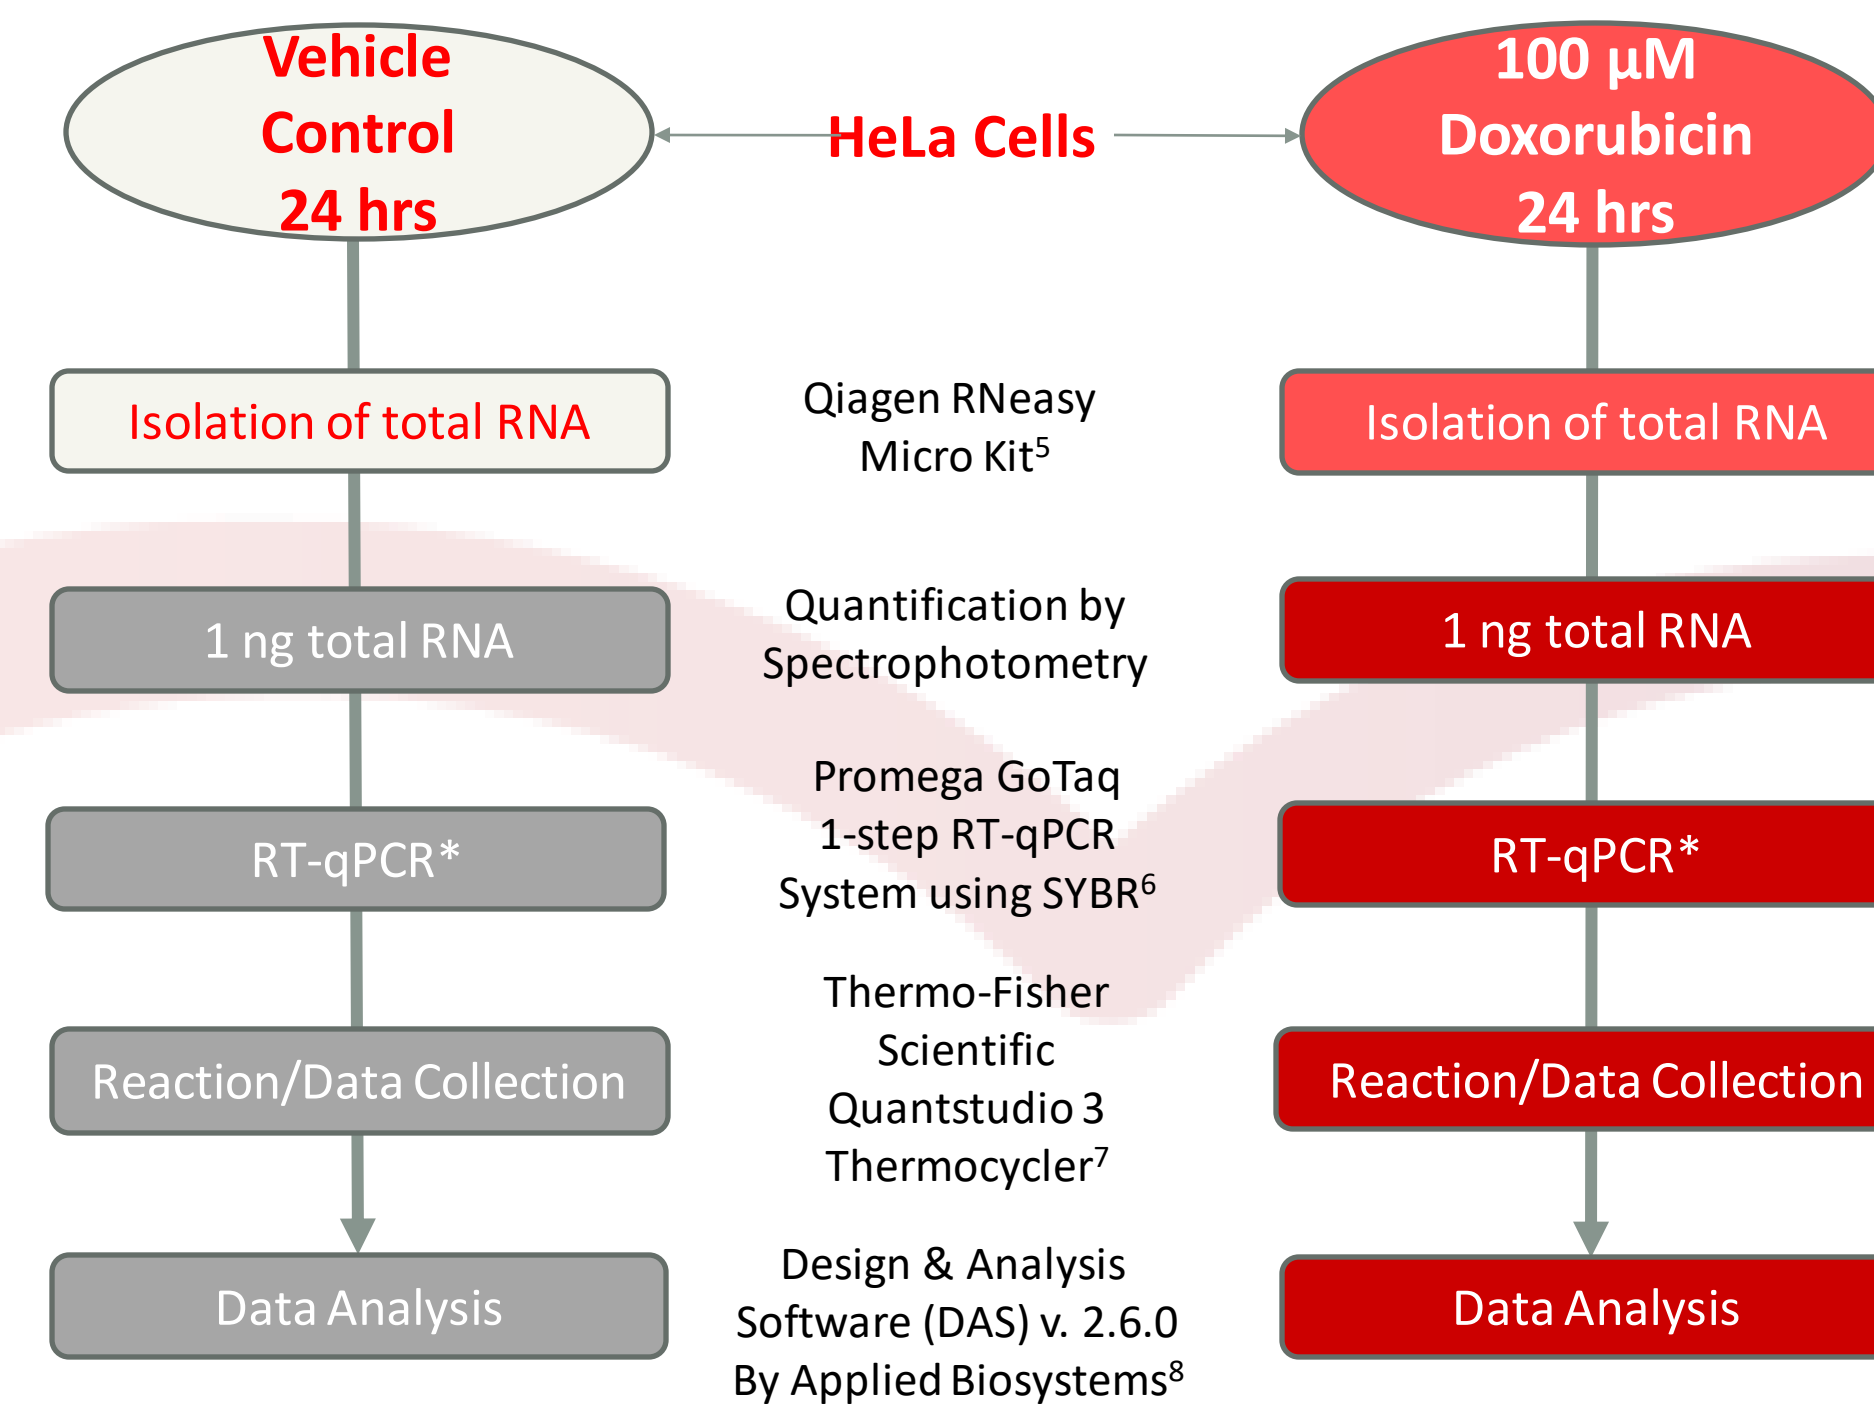 Vehicle
Control
24 hrs
HeLa Cells
100 µM
Doxorubicin
24 hrs
Isolation of total RNA
Qiagen RNeasy
Micro Kit⁵
Isolation of total RNA
1 ng total RNA
Quantification by
Spectrophotometry
1 ng total RNA
RT-qPCR*
Promega GoTaq
1-step RT-qPCR
System using SYBR⁶
RT-qPCR*
Reaction/Data Collection
Thermo-Fisher
Scientific
Quantstudio 3
Thermocycler⁷
Reaction/Data Collection
Data Analysis
Design & Analysis
Software (DAS) v. 2.6.0
By Applied Biosystems⁸
Data Analysis